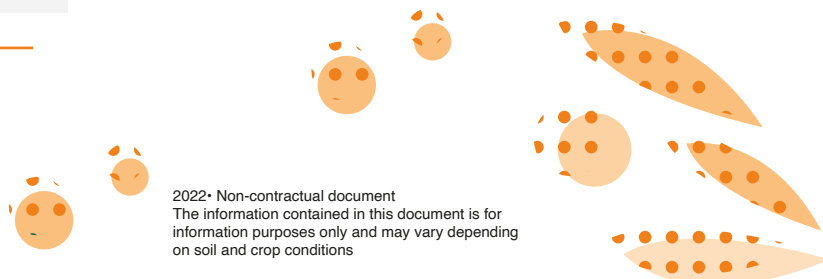 2022• Non-contractual document
The information contained in this document is for
information purposes only and may vary depending
on soil and crop conditions